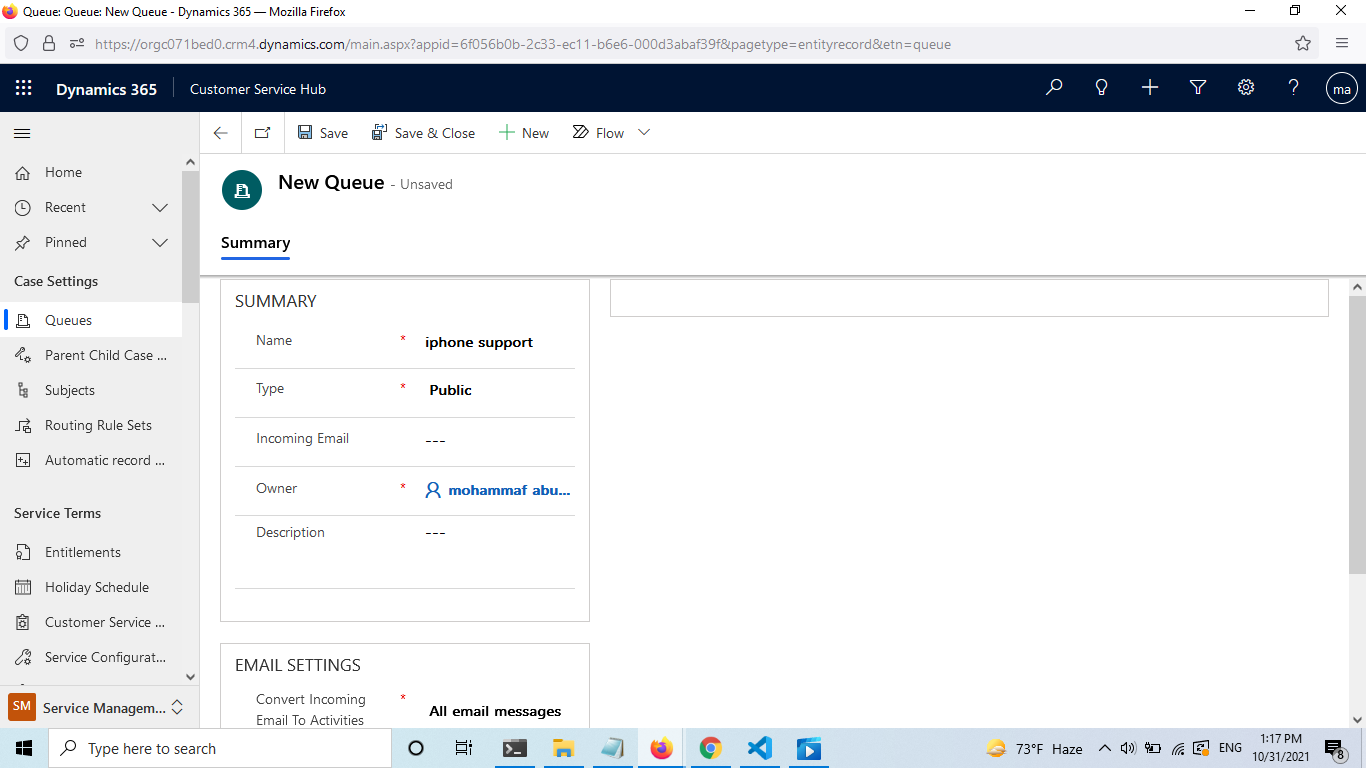 Queue: Queue: New Queue - Dynamics 365 — Mozilla Firefox
https://orgc071bed0.crm4.dynamics.com/main.aspx?appid=6f056b0b-2c33-ec11-b6e6-000d3abaf39f&pagetype=entityrecord&etn=queue
Dynamics 365 Customer Service Hub ma
Save Save & Close New Flow
Home
Recent
Pinned
Case Settings
Queues
Parent Child Case ...
Subjects
Routing Rule Sets
Automatic record ...
Service Terms
Entitlements
Holiday Schedule
Customer Service ...
Service Configurat...
SM Service Managem...
New Queue - Unsaved
Summary
SUMMARY
Name * iphone support
Type * Public
Incoming Email ---
Owner * mohammaf abu...
Description ---
EMAIL SETTINGS
Convert Incoming
Email To Activities * All email messages
Type here to search
73°F Haze
ENG
1:17 PM
10/31/2021
8